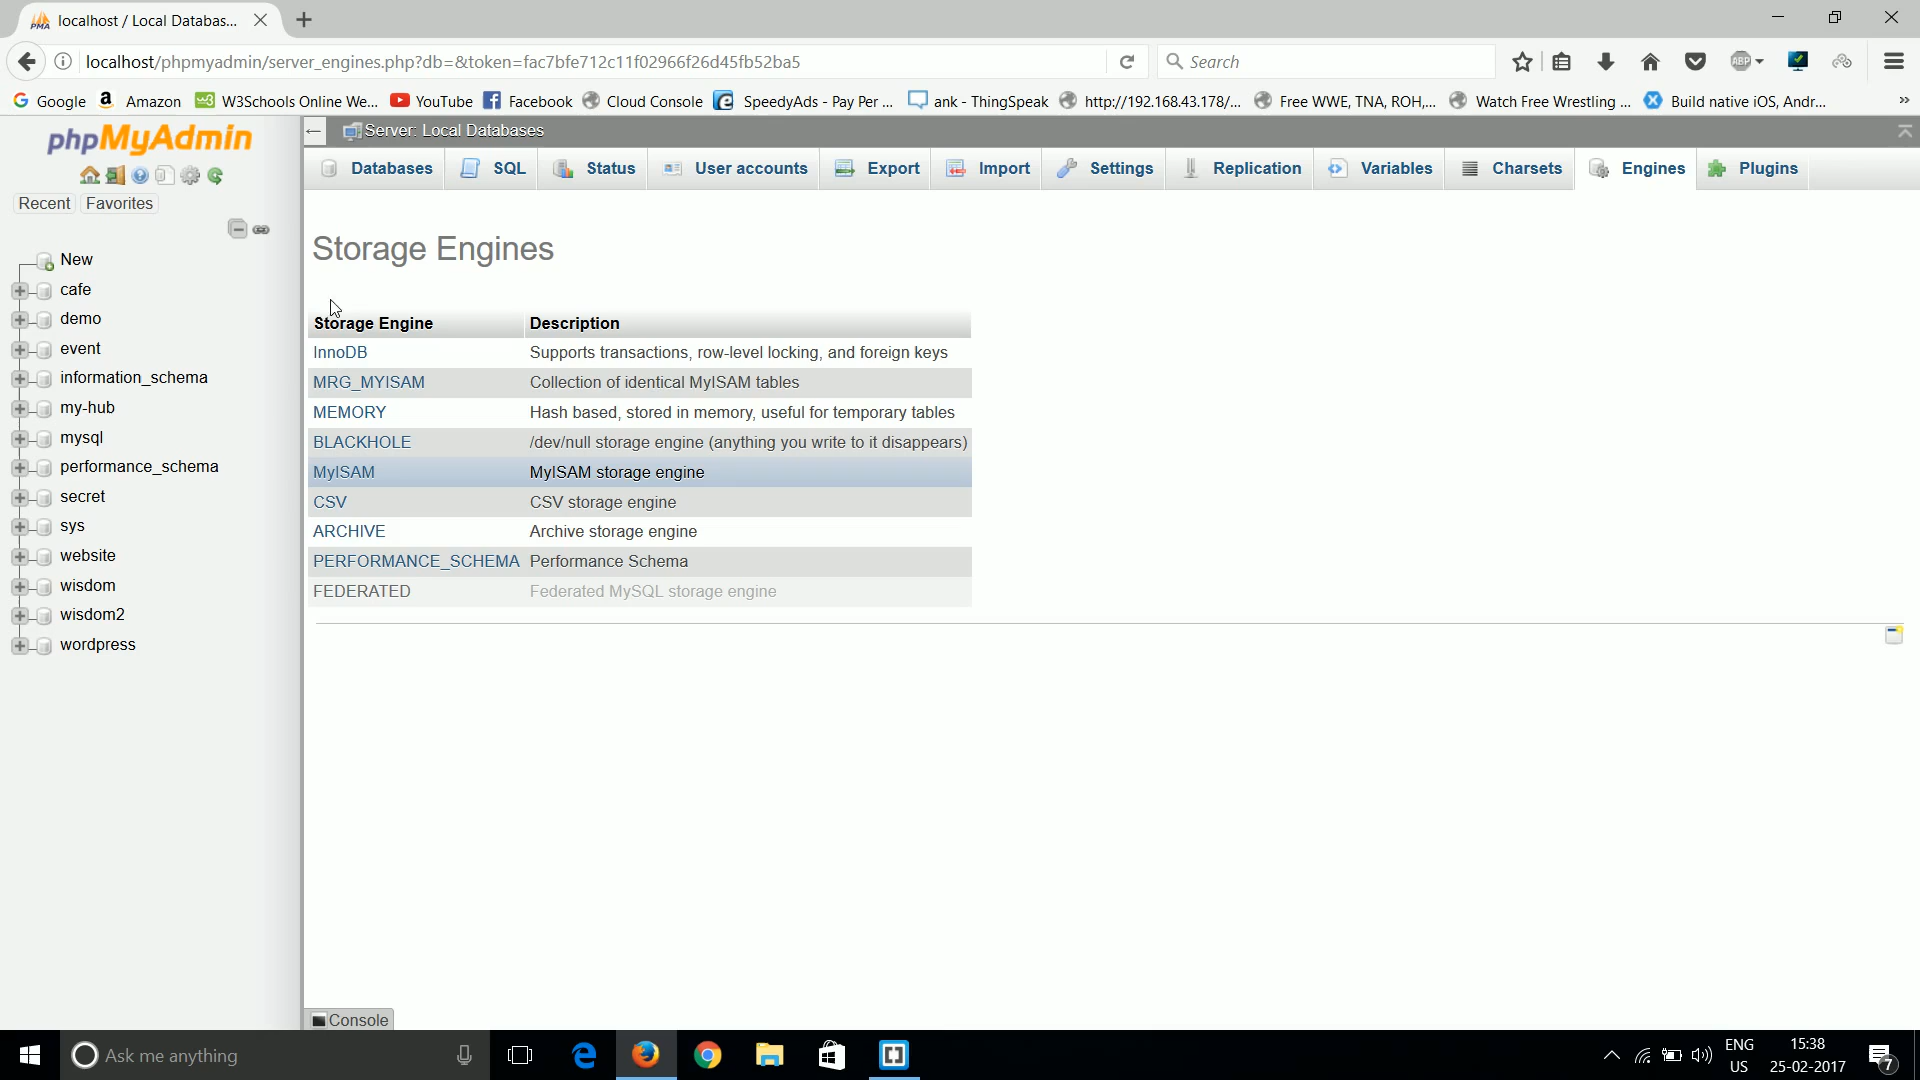 PMA localhost / Local Databas...
localhost/phpmyadmin/server_engines.php?db=&token=fac7bfe712c11f02966f26d45fb52ba5
Search
ABP
Google
Amazon
W3Schools Online We...
YouTube
Facebook
Cloud Console
SpeedyAds - Pay Per ...
ank - ThingSpeak
http://192.168.43.178/...
Free WWE, TNA, ROH,...
Watch Free Wrestling ...
Build native iOS, Andr...
phpMyAdmin
Recent
Favorites
New
cafe
demo
event
information_schema
my-hub
mysql
performance_schema
secret
sys
website
wisdom
wisdom2
wordpress
Server: Local Databases
Databases
SQL
Status
User accounts
Export
Import
Settings
Replication
Variables
Charsets
Engines
Plugins
Storage Engines
Storage Engine Description
InnoDB Supports transactions, row-level locking, and foreign keys
MRG_MYISAM Collection of identical MyISAM tables
MEMORY Hash based, stored in memory, useful for temporary tables
BLACKHOLE /dev/null storage engine (anything you write to it disappears)
MyISAM MyISAM storage engine
CSV CSV storage engine
ARCHIVE Archive storage engine
PERFORMANCE_SCHEMA Performance Schema
FEDERATED Federated MySQL storage engine
Console
Ask me anything
ENG
US
15:38
25-02-2017
7